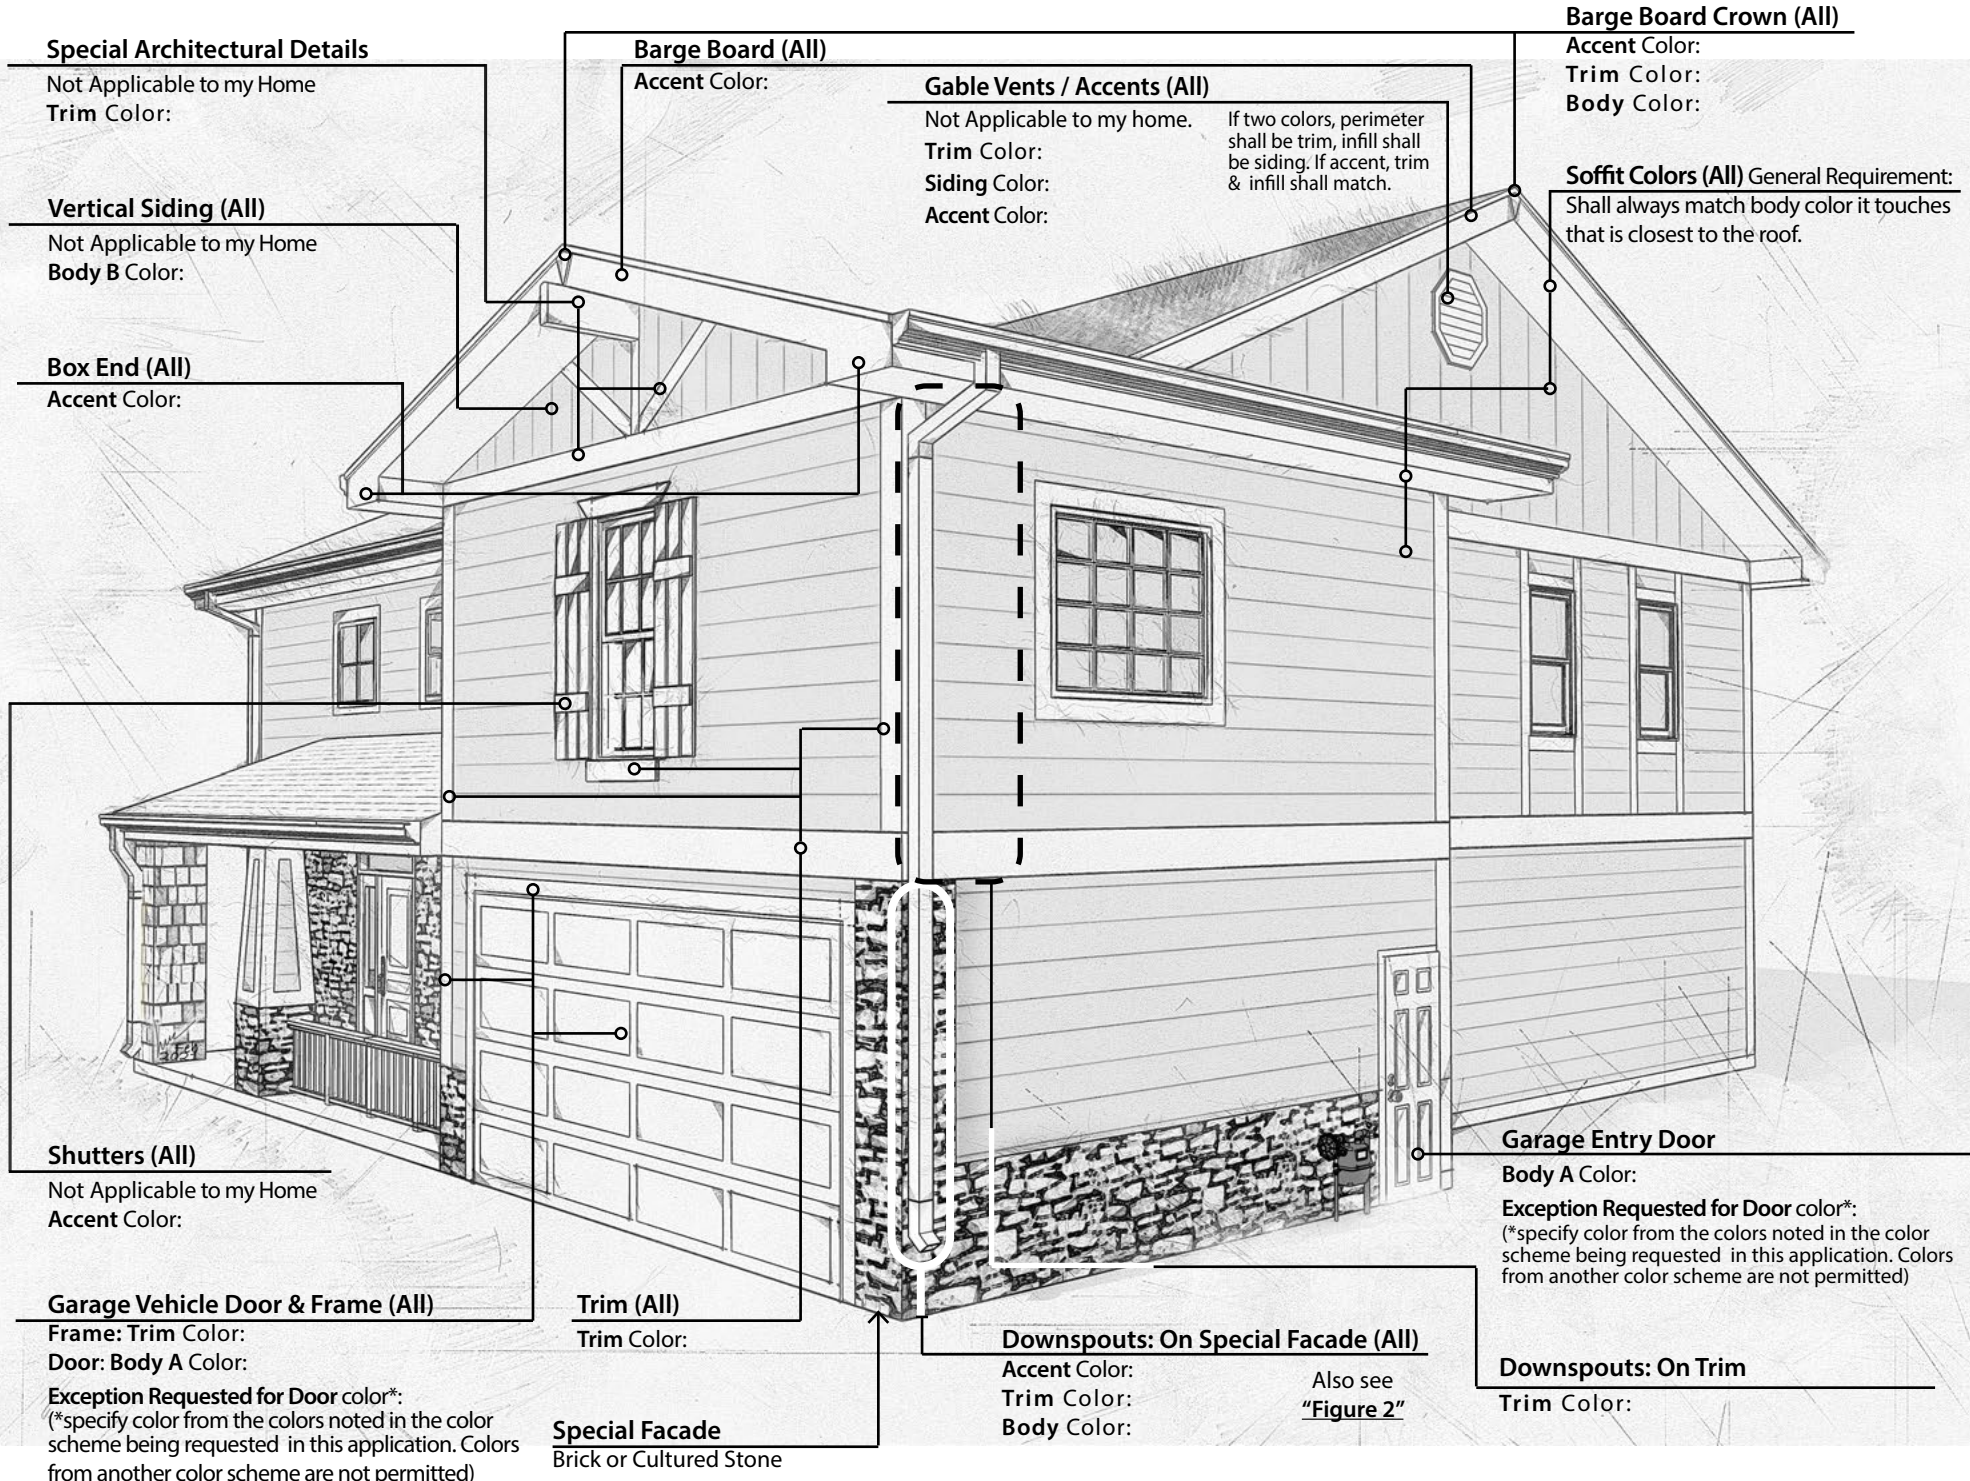 Special Architectural Details
Not Applicable to my Home
Trim Color:
Barge Board (All)
Accent Color:
Gable Vents / Accents (All)
Not Applicable to my home.
Trim Color:
Siding Color:
Accent Color:
If two colors, perimeter
shall be trim, infill shall
be siding. If accent, trim
& infill shall match.
Barge Board Crown (All)
Accent Color:
Trim Color:
Body Color:
Soffit Colors (All) General Requirement:
Shall always match body color it touches
that is closest to the roof.
Vertical Siding (All)
Not Applicable to my Home
Body B Color:
Box End (All)
Accent Color:
Shutters (All)
Not Applicable to my Home
Accent Color:
Garage Vehicle Door & Frame (All)
Frame: Trim Color:
Door: Body A Color:
Exception Requested for Door color*:
(*specify color from the colors noted in the color
scheme being requested in this application. Colors
from another color scheme are not permitted)
Trim (All)
Trim Color:
Special Facade
Brick or Cultured Stone
Downspouts: On Special Facade (All)
Accent Color:
Trim Color:
Body Color:
Also see
“Figure 2”
Garage Entry Door
Body A Color:
Exception Requested for Door color*:
(*specify color from the colors noted in the color
scheme being requested in this application. Colors
from another color scheme are not permitted)
Downspouts: On Trim
Trim Color: